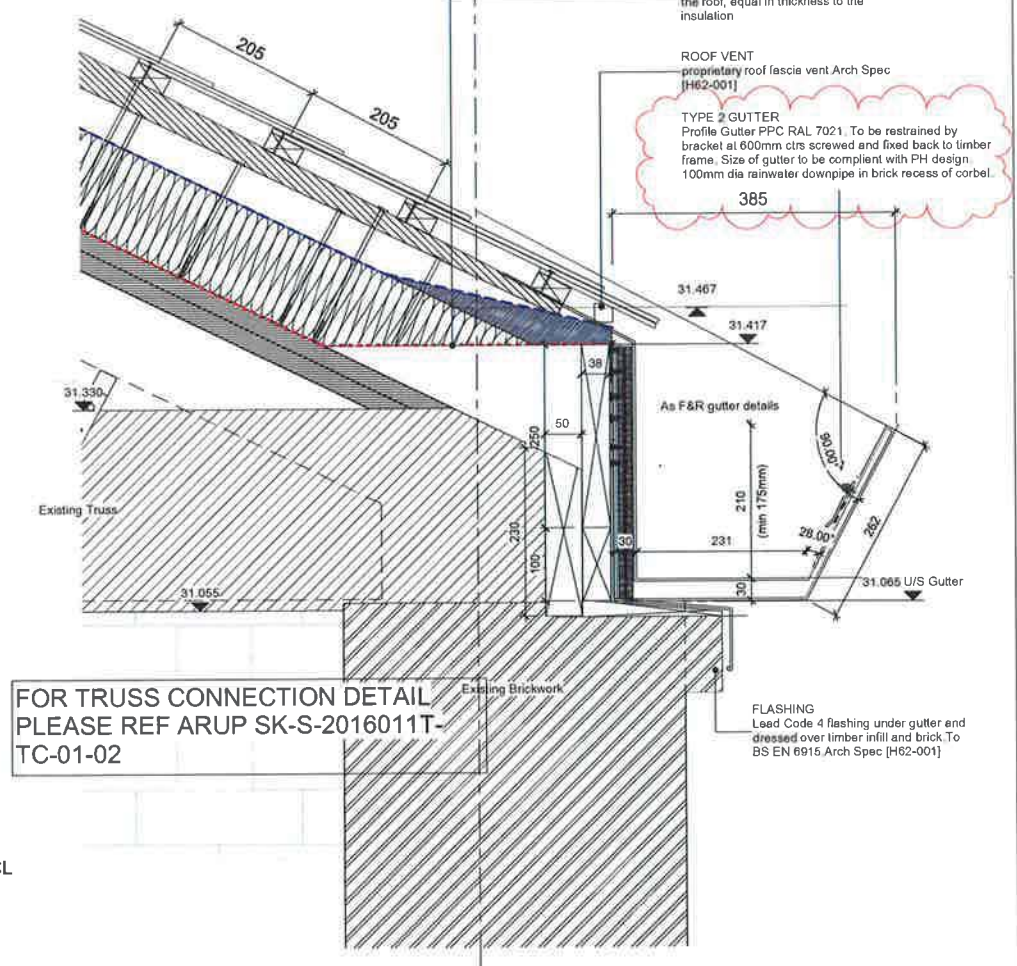 the roof, equal in thickness to the
insulation
ROOF VENT
proprietary roof fascia vent Arch Spec
[H62-001]
TYPE 2 GUTTER
Profile Gutter PPC RAL 7021. To be restrained by
bracket at 600mm ctrs screwed and fixed back to timber
frame. Size of gutter to be compliant with PH design.
100mm dia rainwater downpipe in brick recess of corbel.
205
205
385
31.467
31.417
38
31.330
As F&R gutter details
50
250
90.00°
Existing Truss
230
210
(min 175mm)
28.00°
262
30
231
100
31.055
30
31.065 U/S Gutter
FOR TRUSS CONNECTION DETAIL
PLEASE REF ARUP SK-S-2016011T-
TC-01-02
Existing Brickwork
FLASHING
Lead Code 4 flashing under gutter and
dressed over timber infill and brick. To
BS EN 6915 Arch Spec [H62-001]